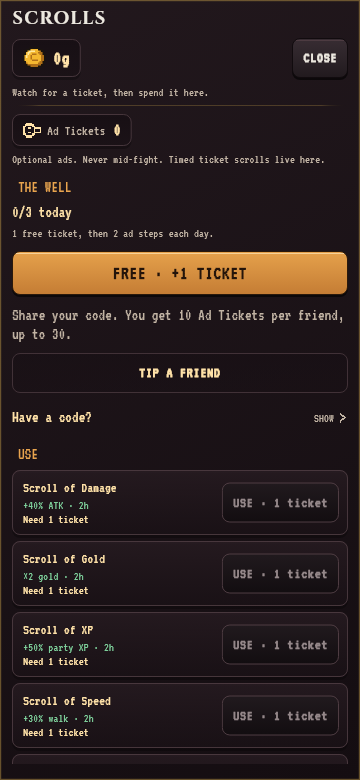 SCROLLS
0g
CLOSE
Watch for a ticket, then spend it here.
Ad Tickets 0
Optional ads. Never mid-fight. Timed ticket scrolls live here.
THE WELL
0/3 today
1 free ticket, then 2 ad steps each day.
FREE · +1 TICKET
Share your code. You get 10 Ad Tickets per friend,
up to 30.
TIP A FRIEND
Have a code?
SHOW >
USE
Scroll of Damage
+40% ATK · 2h
Need 1 ticket
USE · 1 ticket
Scroll of Gold
X2 gold · 2h
Need 1 ticket
USE · 1 ticket
Scroll of XP
+50% party XP · 2h
Need 1 ticket
USE · 1 ticket
Scroll of Speed
+30% walk · 2h
Need 1 ticket
USE · 1 ticket